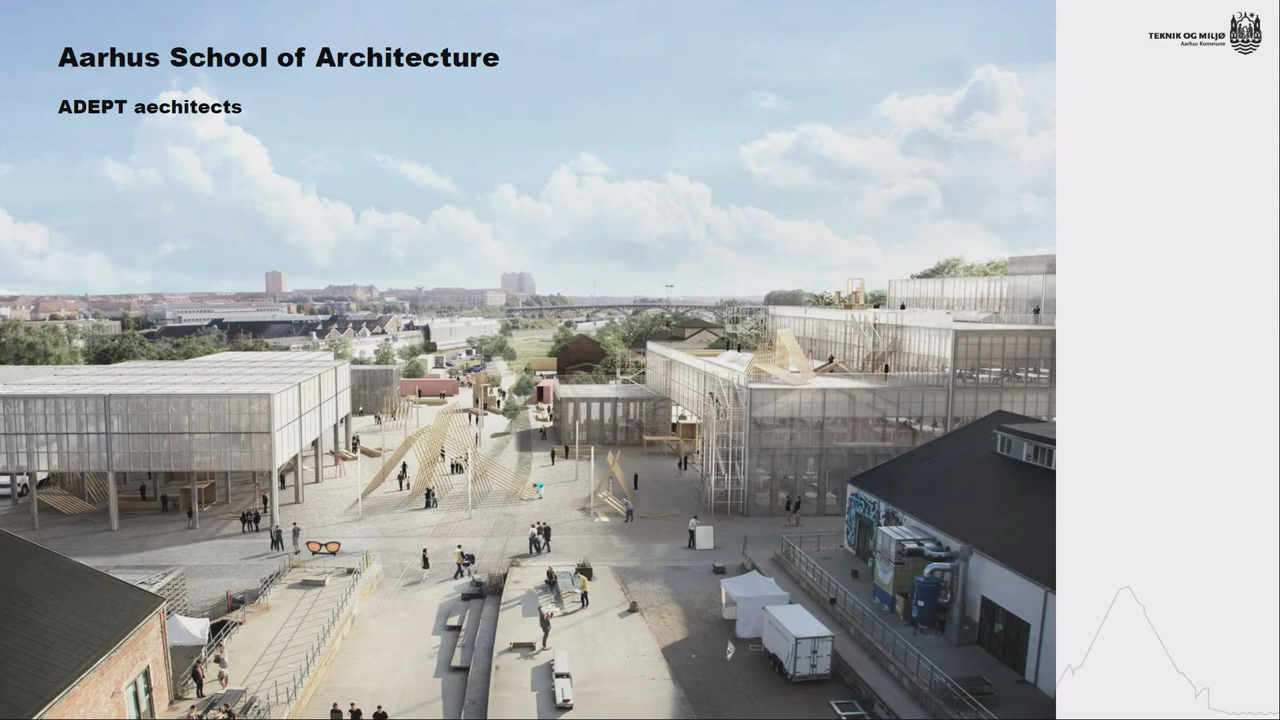 Aarhus School of Architecture
ADEPT aechitects
TEKNIK OG MILJØ
Aarhus Kommune